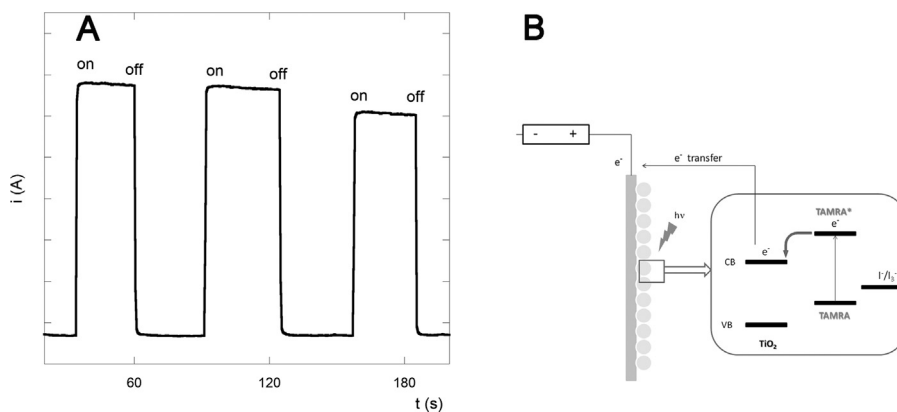 A
on
off
on
off
on
off
i (A)
60
120
180
t (s)
B
- +
e⁻
e⁻ transfer
hν
TAMRA*
e⁻
e⁻
CB
I⁻/I₃⁻
TAMRA
VB
TiO₂